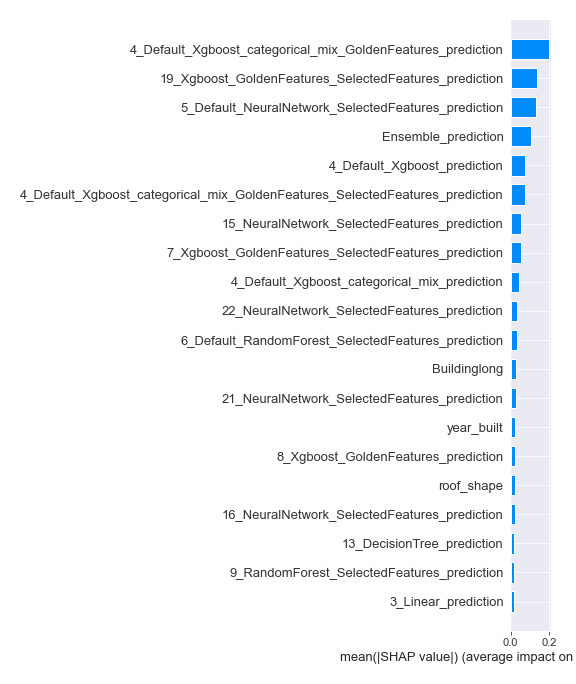 4_Default_Xgboost_categorical_mix_GoldenFeatures_prediction
19_Xgboost_GoldenFeatures_SelectedFeatures_prediction
5_Default_NeuralNetwork_SelectedFeatures_prediction
Ensemble_prediction
4_Default_Xgboost_prediction
4_Default_Xgboost_categorical_mix_GoldenFeatures_SelectedFeatures_prediction
15_NeuralNetwork_SelectedFeatures_prediction
7_Xgboost_GoldenFeatures_SelectedFeatures_prediction
4_Default_Xgboost_categorical_mix_prediction
22_NeuralNetwork_SelectedFeatures_prediction
6_Default_RandomForest_SelectedFeatures_prediction
Buildinglong
21_NeuralNetwork_SelectedFeatures_prediction
year_built
8_Xgboost_GoldenFeatures_prediction
roof_shape
16_NeuralNetwork_SelectedFeatures_prediction
13_DecisionTree_prediction
9_RandomForest_SelectedFeatures_prediction
3_Linear_prediction
0.0 0.2
mean(|SHAP value|) (average impact on